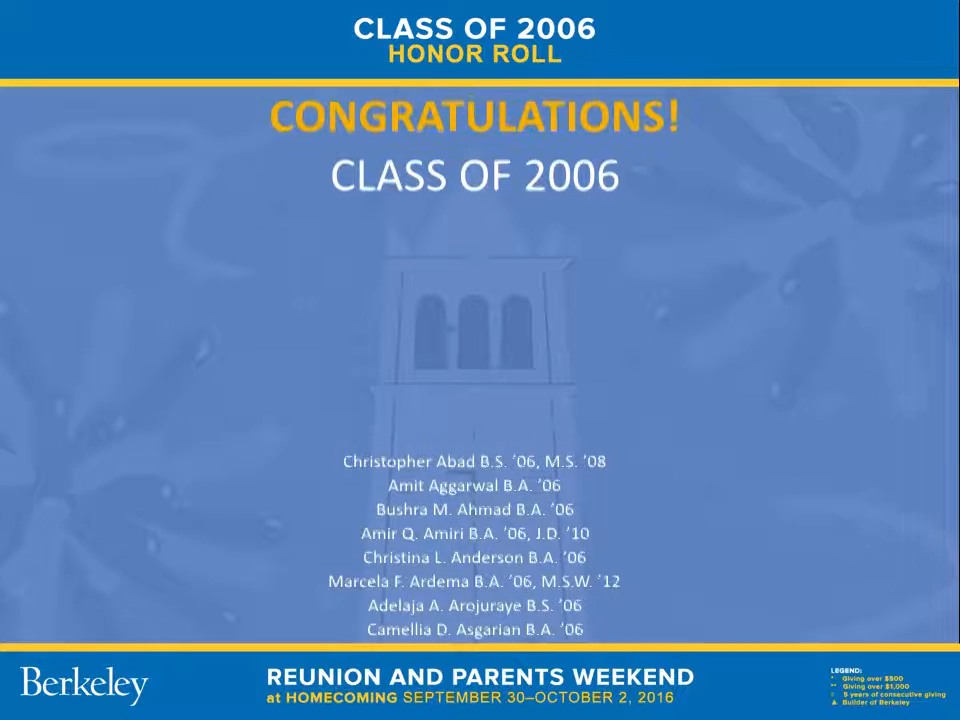 CLASS OF 2006
HONOR ROLL
CONGRATULATIONS!
CLASS OF 2006
Christopher Abad B.S. ’06, M.S. ’08
Amit Aggarwal B.A. ’06
Bushra M. Ahmad B.A. ’06
Amir Q. Amiri B.A. ’06, J.D. ’10
Christina L. Anderson B.A. ’06
Marcela F. Ardema B.A. ’06, M.S.W. ’12
Adelaja A. Arojuraye B.S. ’06
Camellia D. Asgarian B.A. ’06
Berkeley
REUNION AND PARENTS WEEKEND
at HOMECOMING SEPTEMBER 30–OCTOBER 2, 2016
LEGEND:
* Giving over $500
** Giving over $1,000
5 years of consecutive giving
▲ Builder of Berkeley